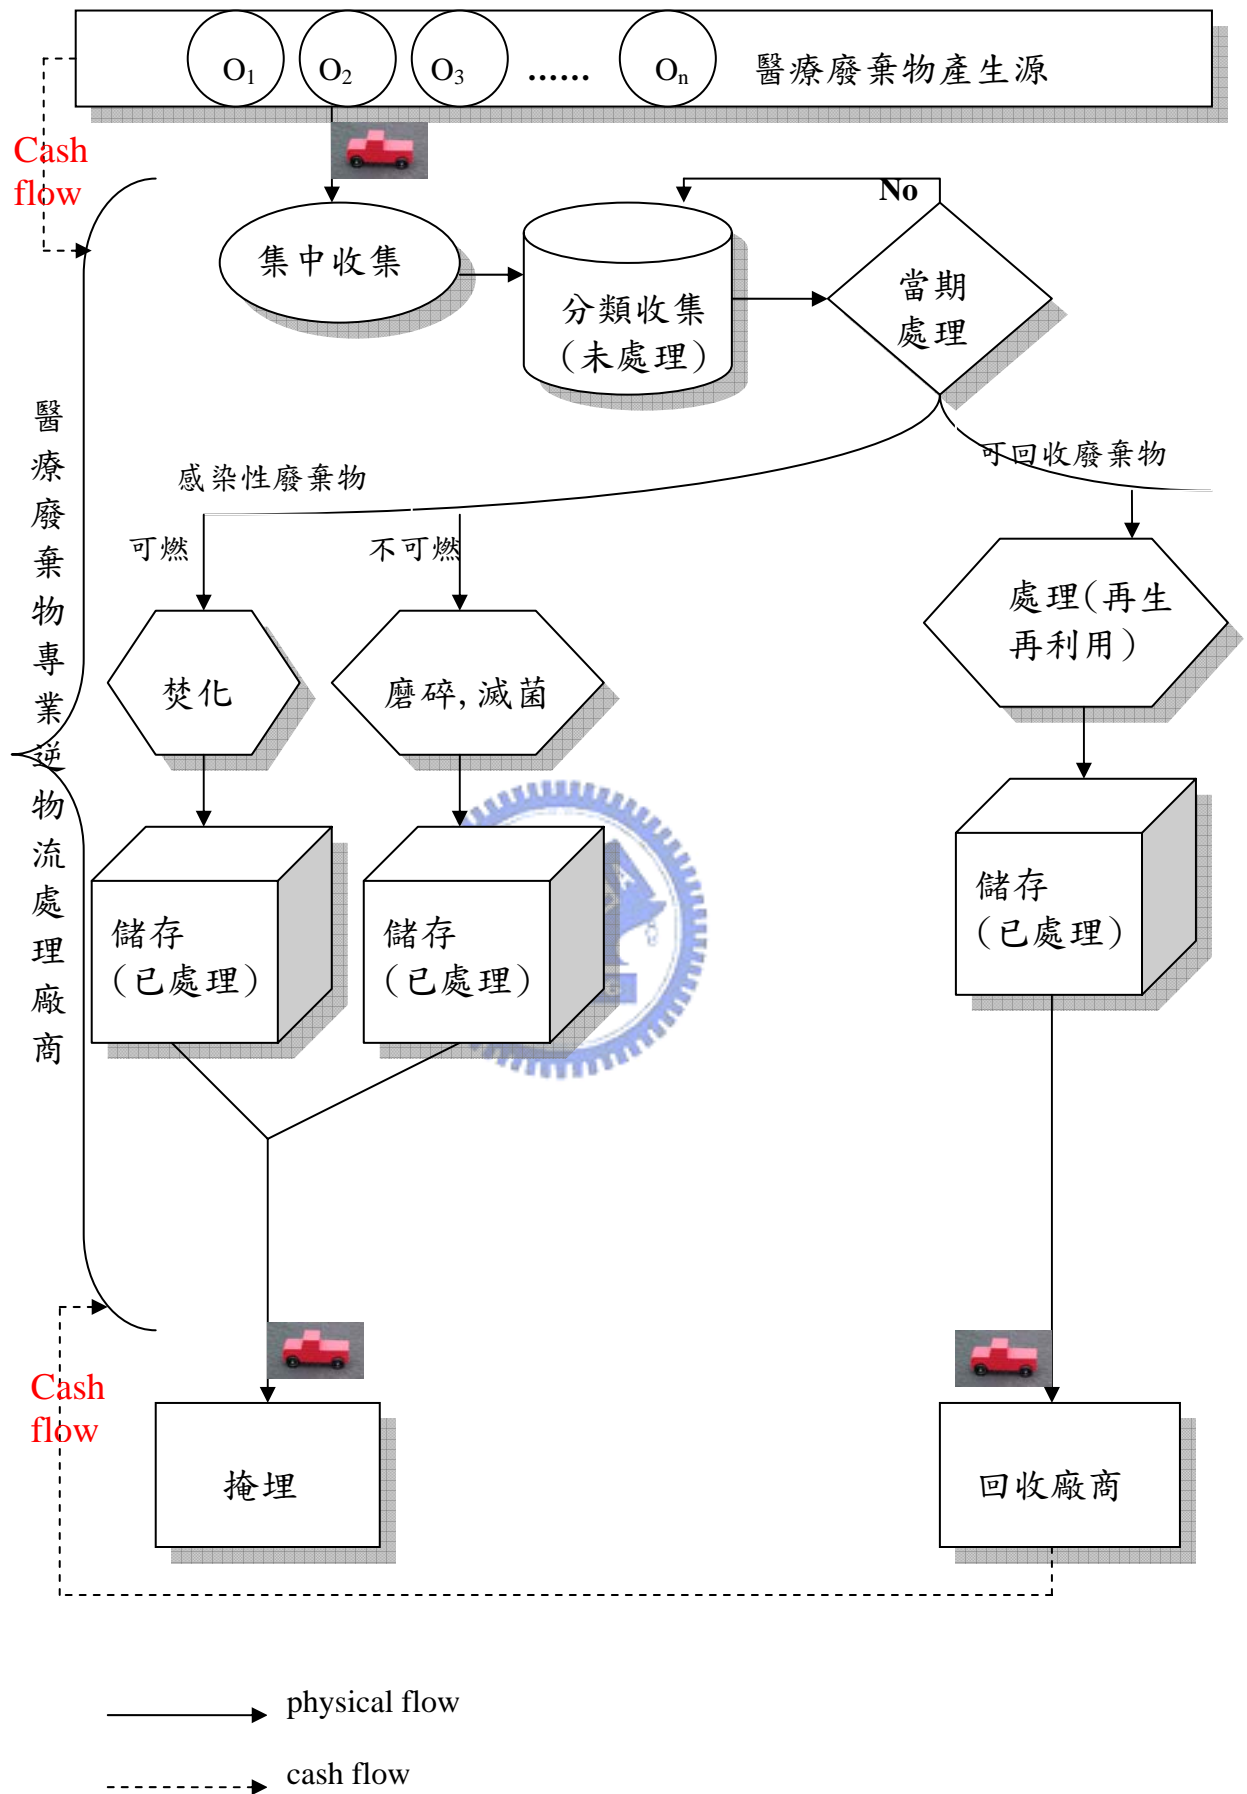 O1 O2 O3 ...... On 醫療廢棄物產生源
Cash
flow
No
集中收集
分類收集
(未處理)
當期
處理
感染性廢棄物
可回收廢棄物
可燃
不可燃
處理(再生
再利用)
焚化
磨碎,滅菌
醫療廢棄物專業逆物流處理廠商
儲存
(已處理)
儲存
(已處理)
儲存
(已處理)
Cash
flow
掩埋
回收廠商
physical flow
cash flow